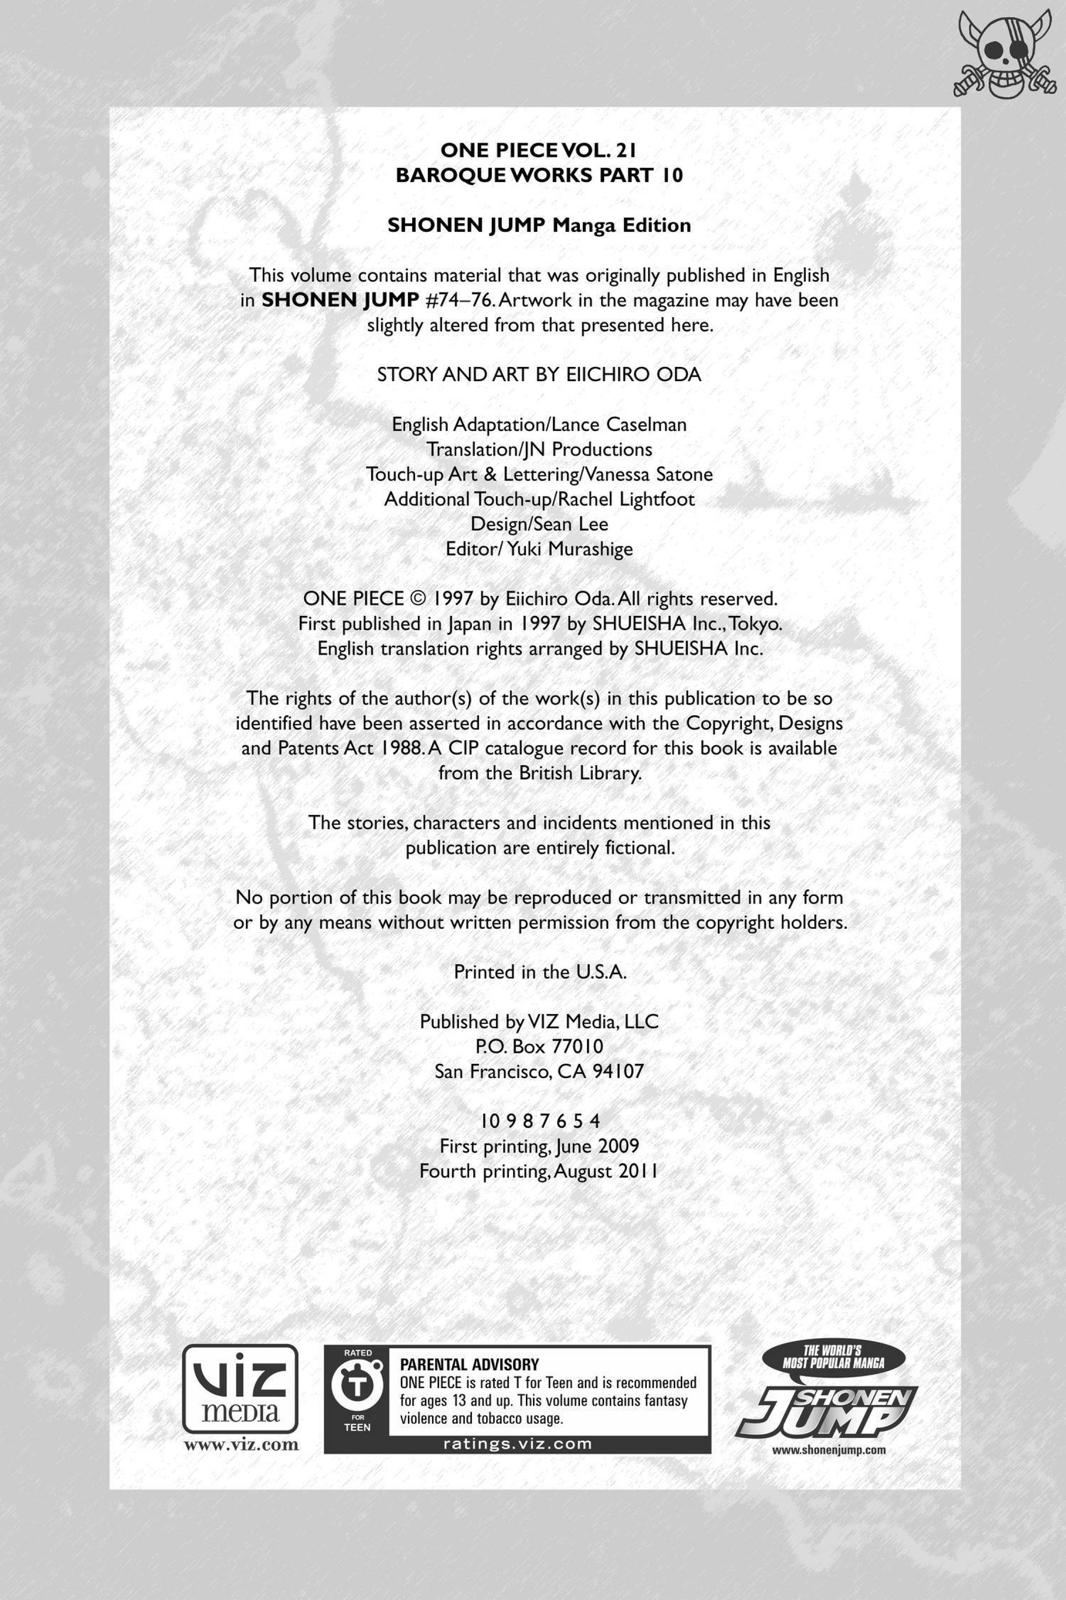 ONE PIECE VOL. 21
BAROQUE WORKS PART 10
SHONEN JUMP Manga Edition
This volume contains material that was originally published in English
in SHONEN JUMP #74–76. Artwork in the magazine may have been
slightly altered from that presented here.
STORY AND ART BY EIICHIRO ODA
English Adaptation/Lance Caselman
Translation/JN Productions
Touch-up Art & Lettering/Vanessa Satone
Additional Touch-up/Rachel Lightfoot
Design/Sean Lee
Editor/ Yuki Murashige
ONE PIECE © 1997 by Eiichiro Oda. All rights reserved.
First published in Japan in 1997 by SHUEISHA Inc., Tokyo.
English translation rights arranged by SHUEISHA Inc.
The rights of the author(s) of the work(s) in this publication to be so
identified have been asserted in accordance with the Copyright, Designs
and Patents Act 1988. A CIP catalogue record for this book is available
from the British Library.
The stories, characters and incidents mentioned in this
publication are entirely fictional.
No portion of this book may be reproduced or transmitted in any form
or by any means without written permission from the copyright holders.
Printed in the U.S.A.
Published by VIZ Media, LLC
P.O. Box 77010
San Francisco, CA 94107
10 9 8 7 6 5 4
First printing, June 2009
Fourth printing, August 2011
VIZ
MEDIA
www.viz.com
RATED
T
FOR
TEEN
PARENTAL ADVISORY
ONE PIECE is rated T for Teen and is recommended
for ages 13 and up. This volume contains fantasy
violence and tobacco usage.
ratings.viz.com
THE WORLD'S
MOST POPULAR MANGA
SHONEN
JUMP
www.shonenjump.com